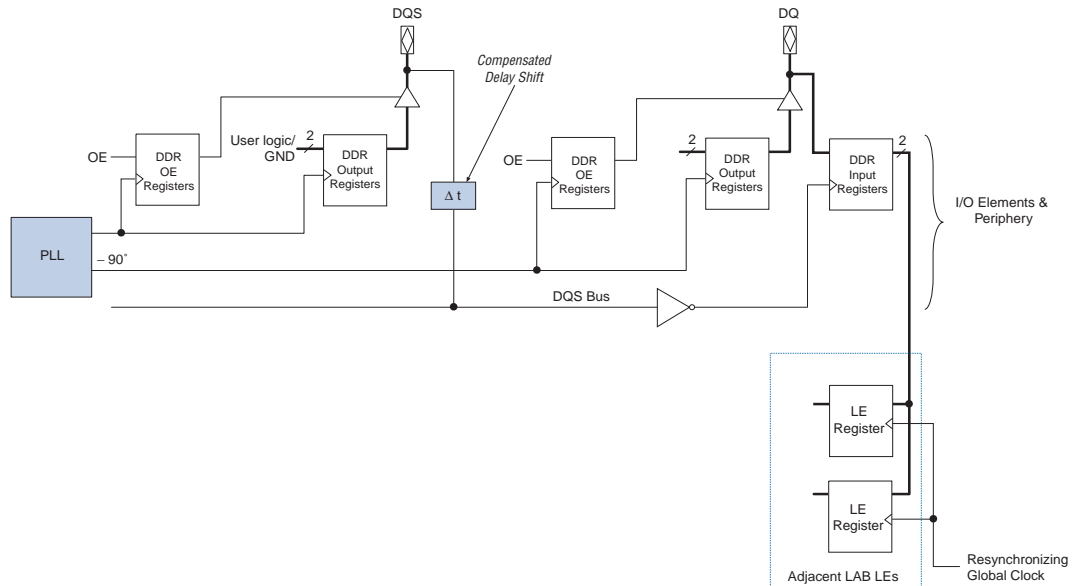 DQS
DQ
Compensated
Delay Shift
OE
DDR
OE
Registers
User logic/
GND
2
DDR
Output
Registers
Δ t
OE
DDR
OE
Registers
2
DDR
Output
Registers
DDR
Input
Registers
2
I/O Elements &
Periphery
PLL
– 90˚
DQS Bus
LE
Register
LE
Register
Adjacent LAB LEs
Resynchronizing
Global Clock